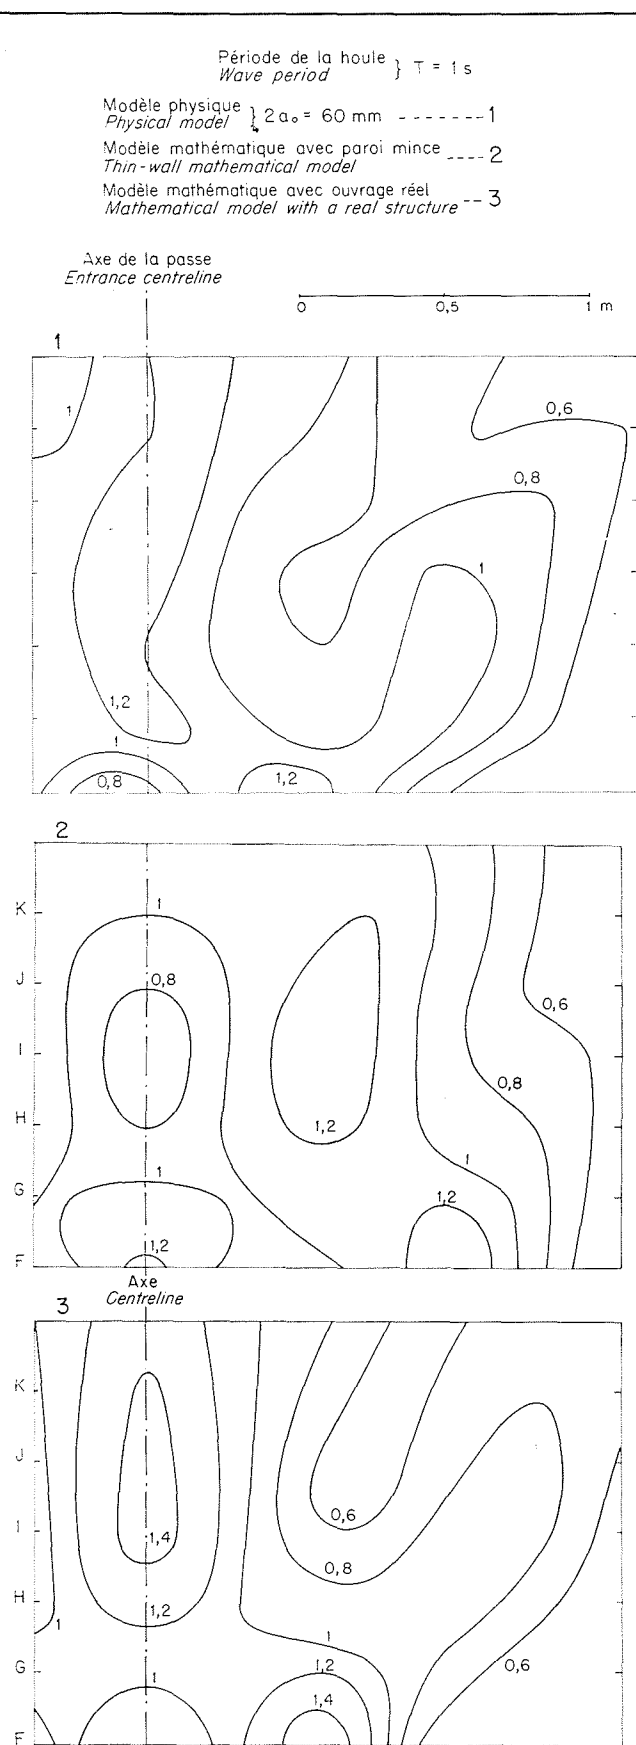 Période de la houle } T = 1 s
Wave period
Modèle physique } 2a₀ = 60 mm ------- 1
Physical model
Modèle mathématique avec paroi mince ---- 2
Thin-wall mathematical model
Modèle mathématique avec ouvrage réel -- 3
Mathematical model with a real structure
Axe de la passe
Entrance centreline
0 0,5 1 m
1
1
0,6
0,8
1
1,2
1
0,8
1,2
2
K
1
J
0,8
0,6
I
0,8
H
1,2
1
1
G
1,2
F
1,2
Axe
Centreline
3
K
J
0,6
I
1,4
0,8
H
1,2
1
1
G
1
1,2
0,6
1,4
F